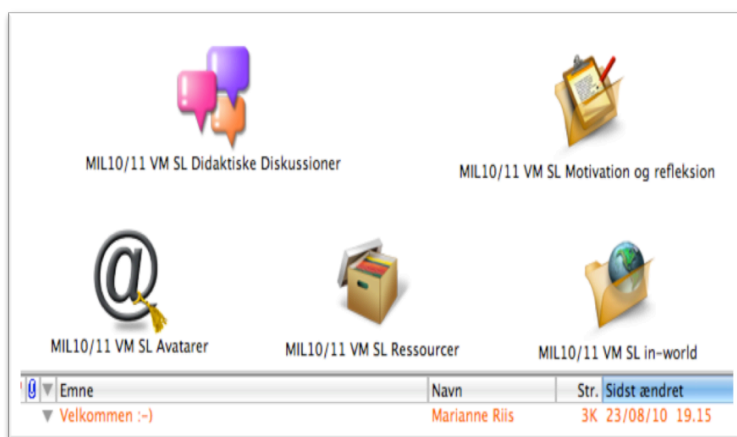 MIL10/11 VM SL Didaktiske Diskussioner
MIL10/11 VM SL Motivation og refleksion
MIL10/11 VM SL Avatarer
MIL10/11 VM SL Ressourcer
MIL10/11 VM SL in-world
Emne Navn Str. Sidst ændret
Velkommen :-) Marianne Riis 3K 23/08/10 19.15